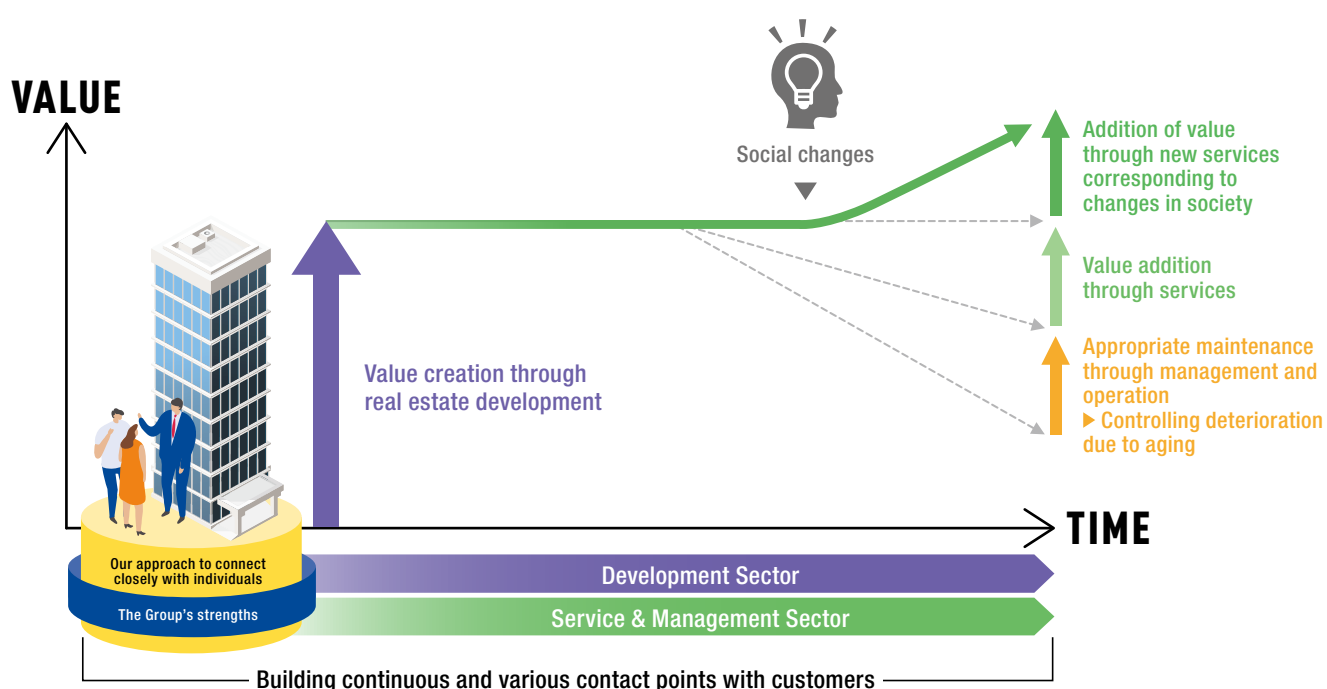 VALUE
Social changes
Addition of value
through new services
corresponding to
changes in society
Value addition
through services
Value creation through
real estate development
Appropriate maintenance
through management and
operation
▶ Controlling deterioration
due to aging
TIME
Our approach to connect
closely with individuals
The Group’s strengths
Development Sector
Service & Management Sector
Building continuous and various contact points with customers